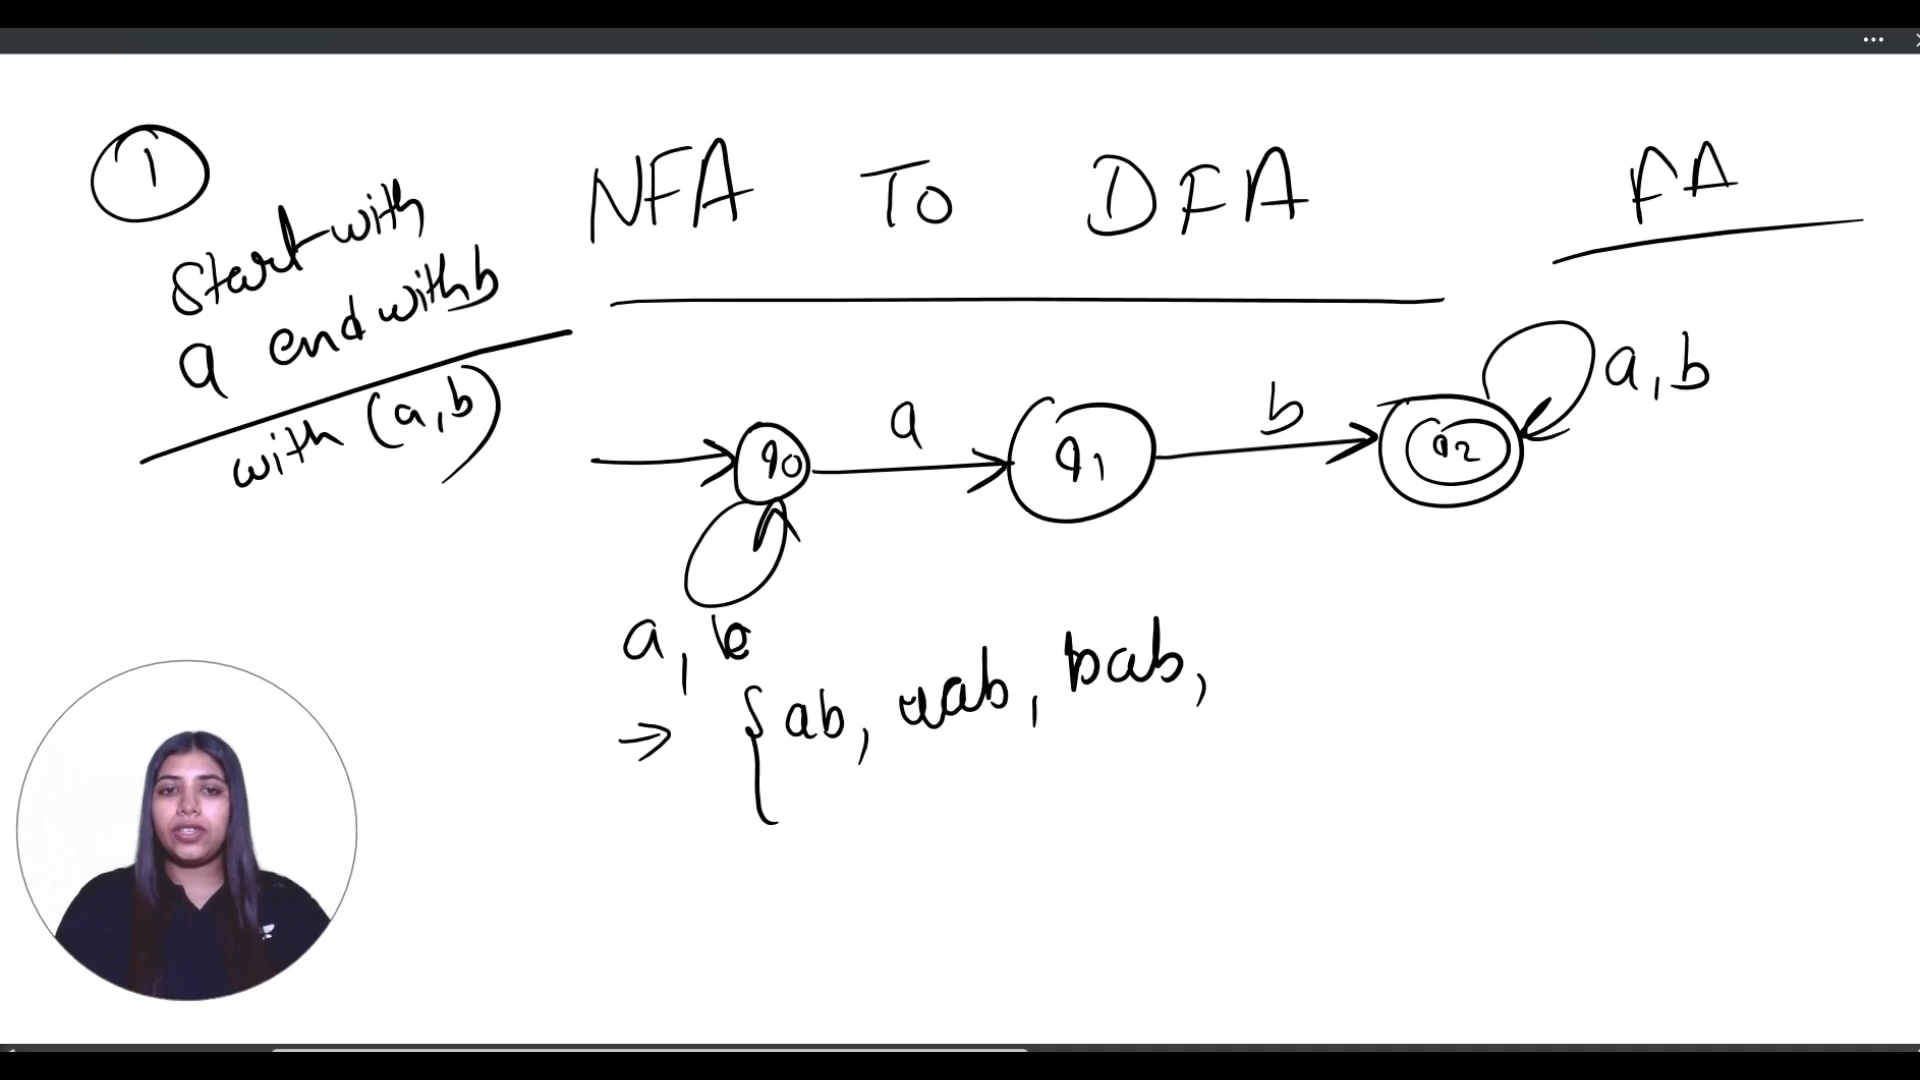 1
NFA To DFA
FA
start with
a end with b
with (a, b)
q0
a
q1
b
q2
a, b
a, b
→ { ab, aab, bab,